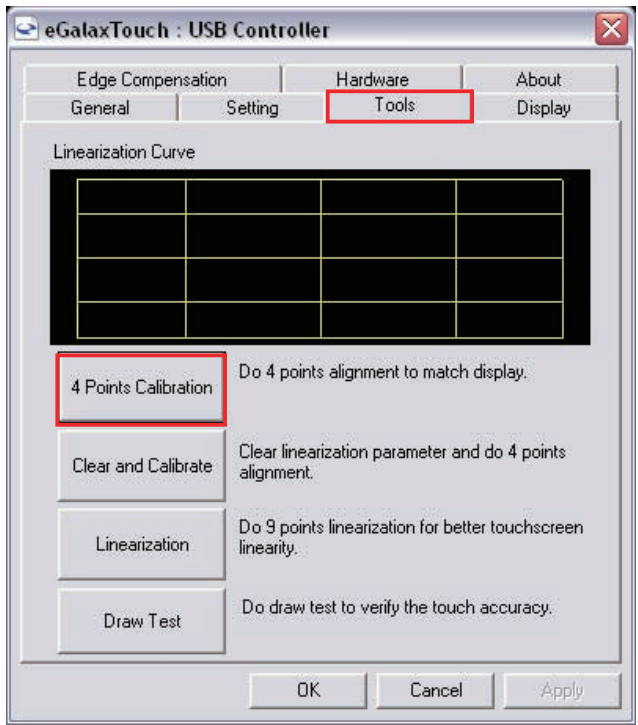 eGalaxTouch : USB Controller
Edge Compensation Hardware About
General Setting Tools Display
Linearization Curve
4 Points Calibration
Do 4 points alignment to match display.
Clear and Calibrate
Clear linearization parameter and do 4 points
alignment.
Linearization
Do 9 points linearization for better touchscreen
linearity.
Draw Test
Do draw test to verify the touch accuracy.
OK Cancel Apply